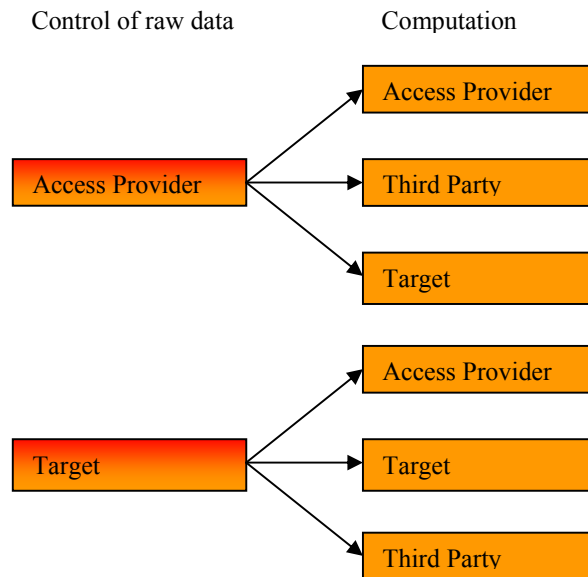 Control of raw data
Computation
Access Provider
Access Provider
Third Party
Target
Target
Access Provider
Target
Third Party